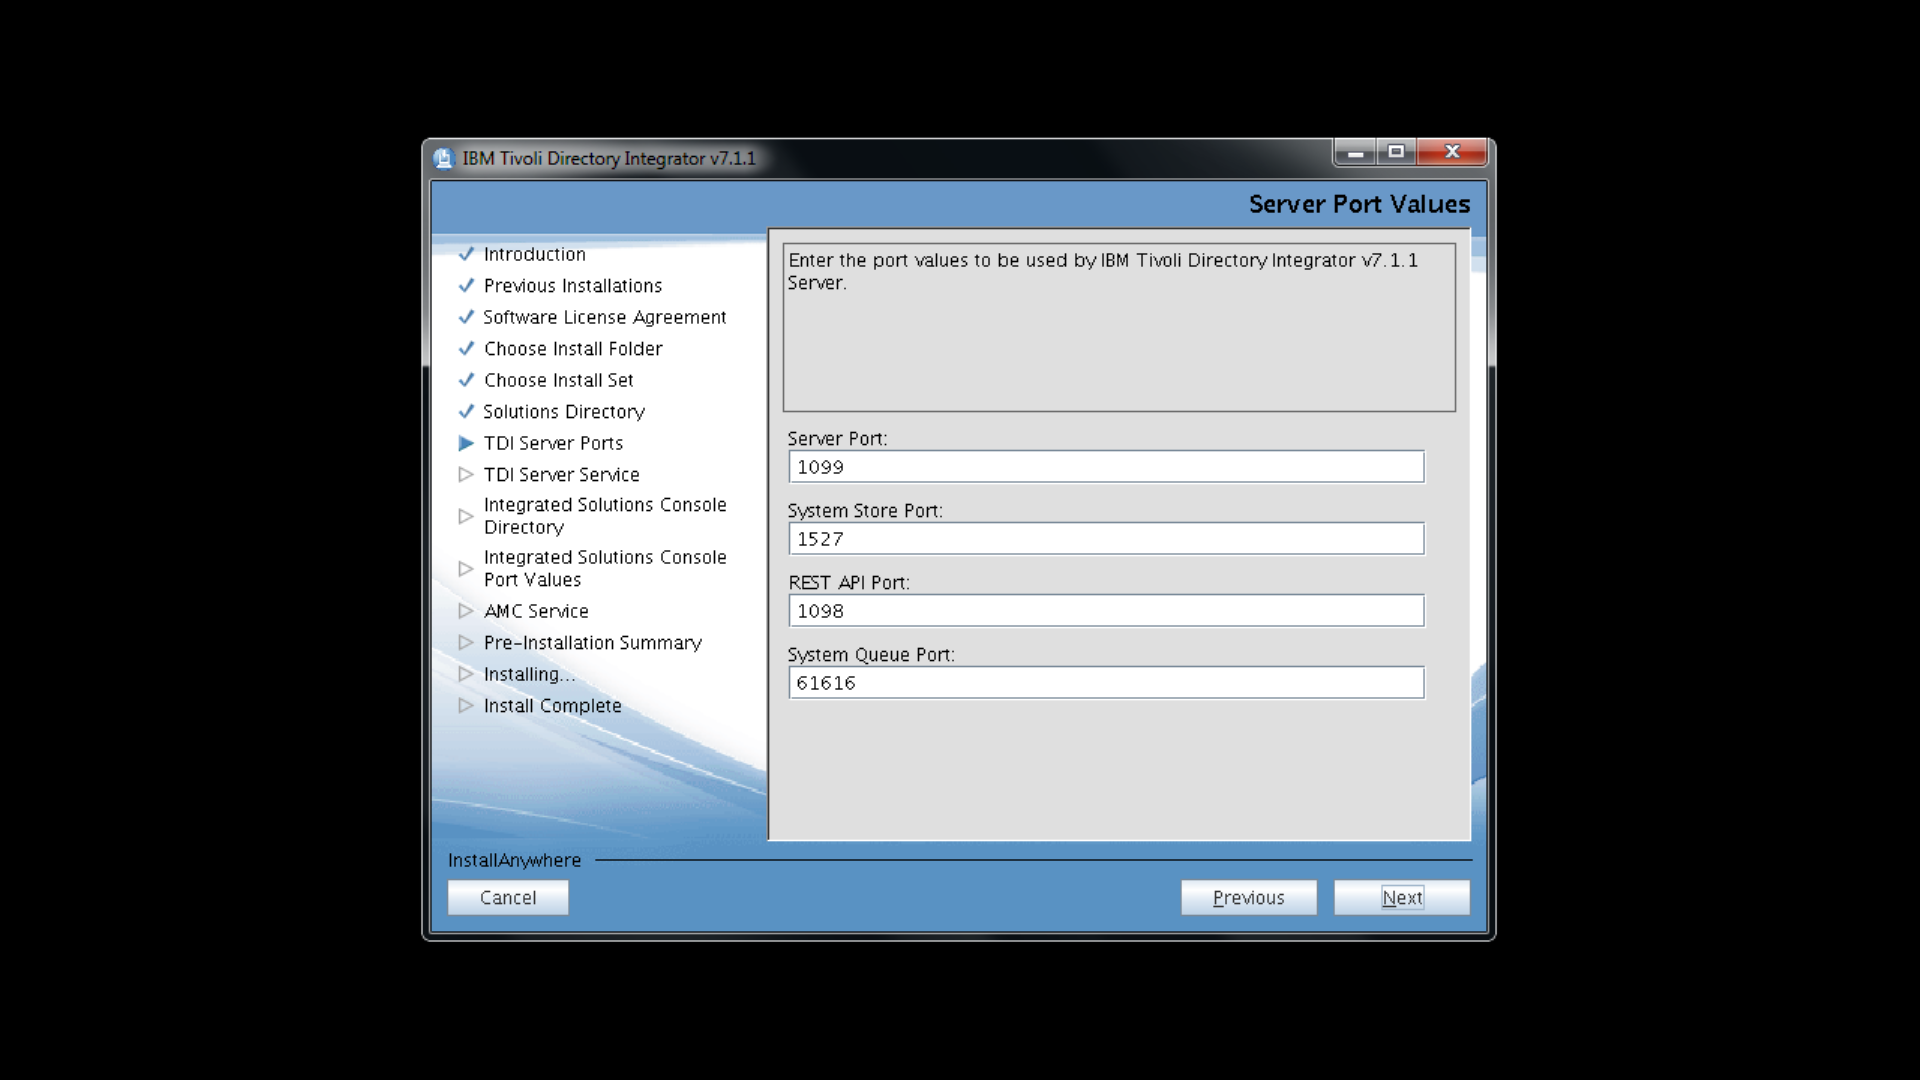 IBM Tivoli Directory Integrator v7.1.1
Server Port Values
Introduction
Previous Installations
Software License Agreement
Choose Install Folder
Choose Install Set
Solutions Directory
TDI Server Ports
TDI Server Service
Integrated Solutions Console
Directory
Integrated Solutions Console
Port Values
AMC Service
Pre-Installation Summary
Installing...
Install Complete
Enter the port values to be used by IBM Tivoli Directory Integrator v7.1.1
Server.
Server Port:
1099
System Store Port:
1527
REST API Port:
1098
System Queue Port:
61616
InstallAnywhere
Cancel
Previous
Next